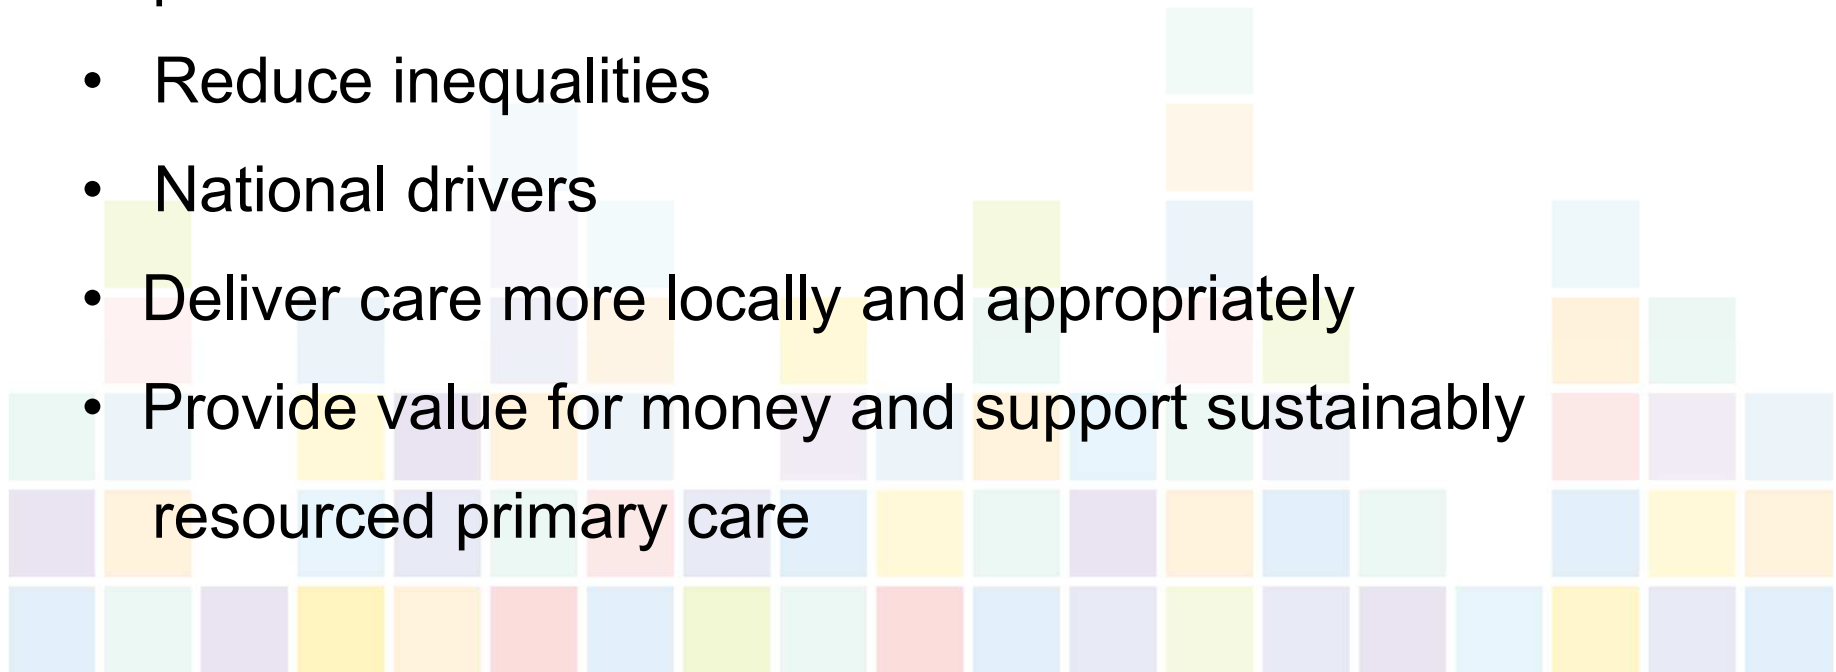 • Reduce inequalities
• National drivers
• Deliver care more locally and appropriately
• Provide value for money and support sustainably
resourced primary care